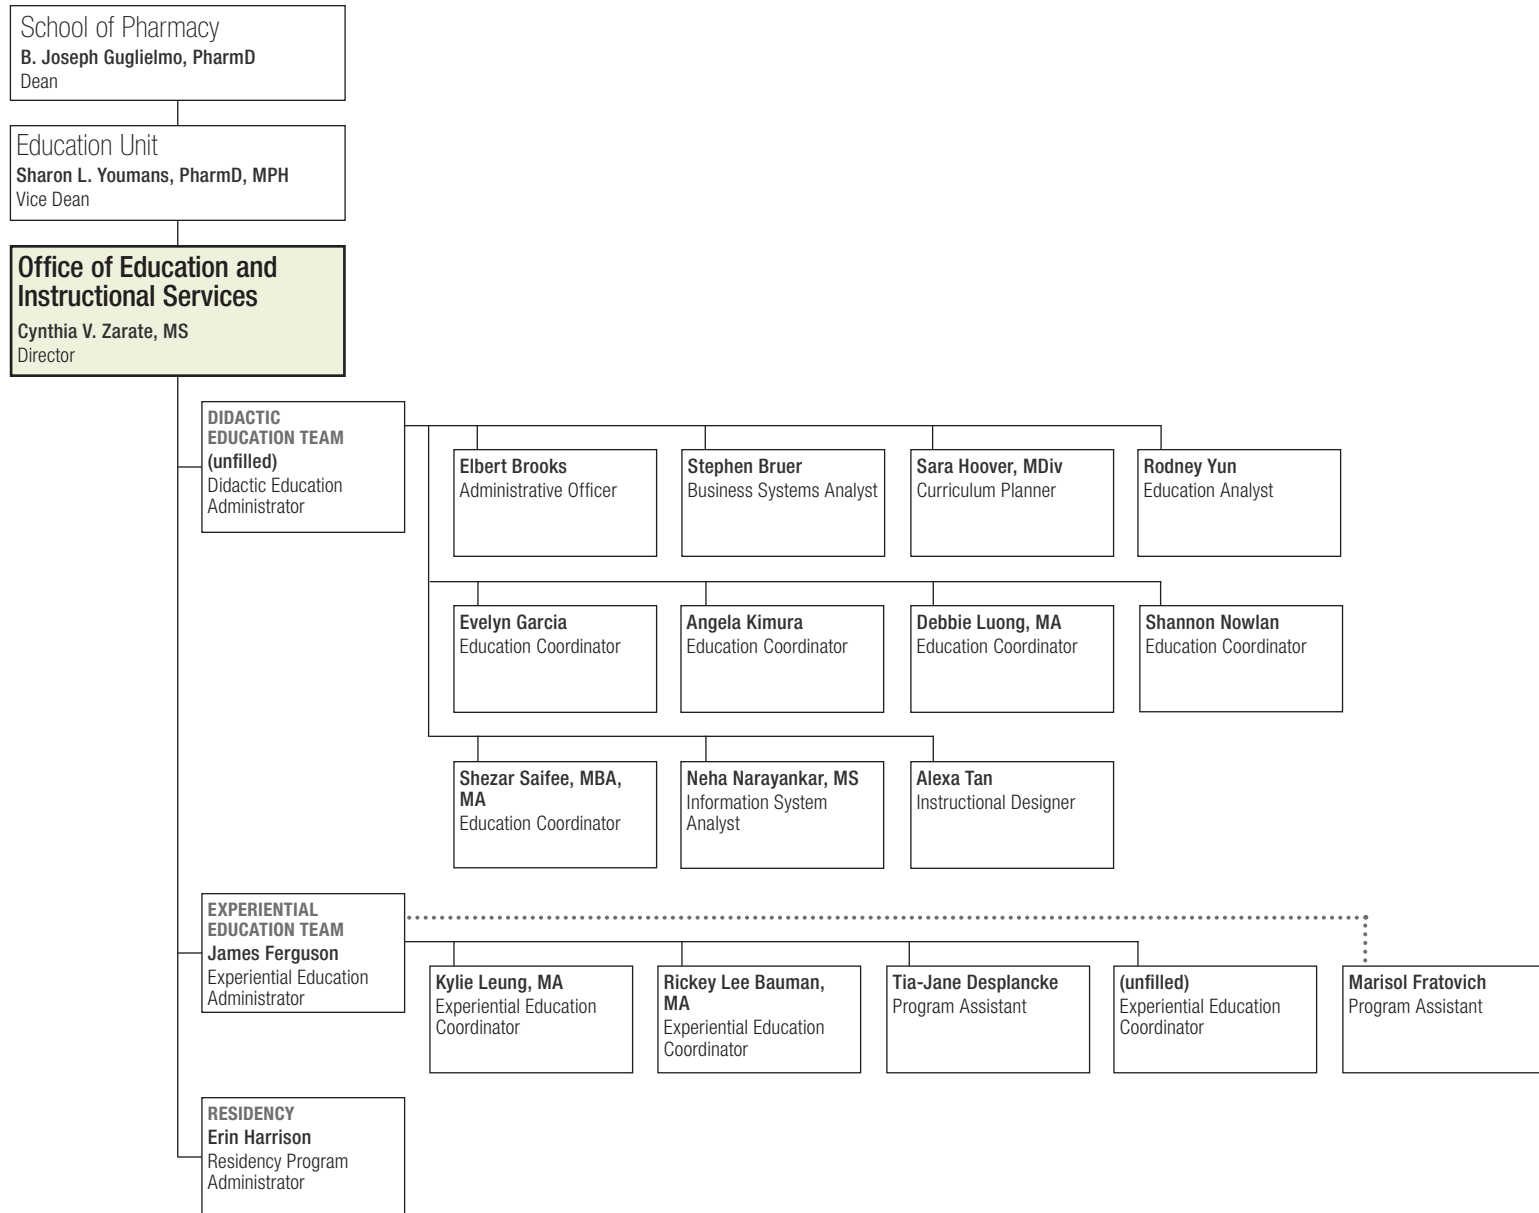 School of Pharmacy
B. Joseph Guglielmo, PharmD
Dean
Education Unit
Sharon L. Youmans, PharmD, MPH
Vice Dean
Office of Education and
Instructional Services
Cynthia V. Zarate, MS
Director
DIDACTIC
EDUCATION TEAM
(unfilled)
Didactic Education
Administrator
Elbert Brooks
Administrative Officer
Stephen Bruer
Business Systems Analyst
Sara Hoover, MDiv
Curriculum Planner
Rodney Yun
Education Analyst
Evelyn Garcia
Education Coordinator
Angela Kimura
Education Coordinator
Debbie Luong, MA
Education Coordinator
Shannon Nowlan
Education Coordinator
Shezar Saifee, MBA,
MA
Education Coordinator
Neha Narayankar, MS
Information System
Analyst
Alexa Tan
Instructional Designer
EXPERIENTIAL
EDUCATION TEAM
James Ferguson
Experiential Education
Administrator
Kylie Leung, MA
Experiential Education
Coordinator
Rickey Lee Bauman,
MA
Experiential Education
Coordinator
Tia-Jane Desplancke
Program Assistant
(unfilled)
Experiential Education
Coordinator
Marisol Fratovich
Program Assistant
RESIDENCY
Erin Harrison
Residency Program
Administrator